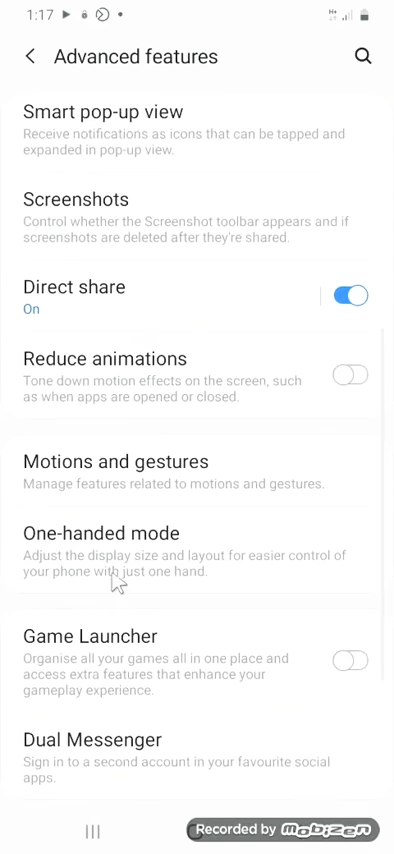 1:17
H+
Advanced features
Smart pop-up view
Receive notifications as icons that can be tapped and
expanded in pop-up view.
Screenshots
Control whether the Screenshot toolbar appears and if
screenshots are deleted after they're shared.
Direct share
On
Reduce animations
Tone down motion effects on the screen, such
as when apps are opened or closed.
Motions and gestures
Manage features related to motions and gestures.
One-handed mode
Adjust the display size and layout for easier control of
your phone with just one hand.
Game Launcher
Organise all your games all in one place and
access extra features that enhance your
gameplay experience.
Dual Messenger
Sign in to a second account in your favourite social
apps.
Recorded by mobizen